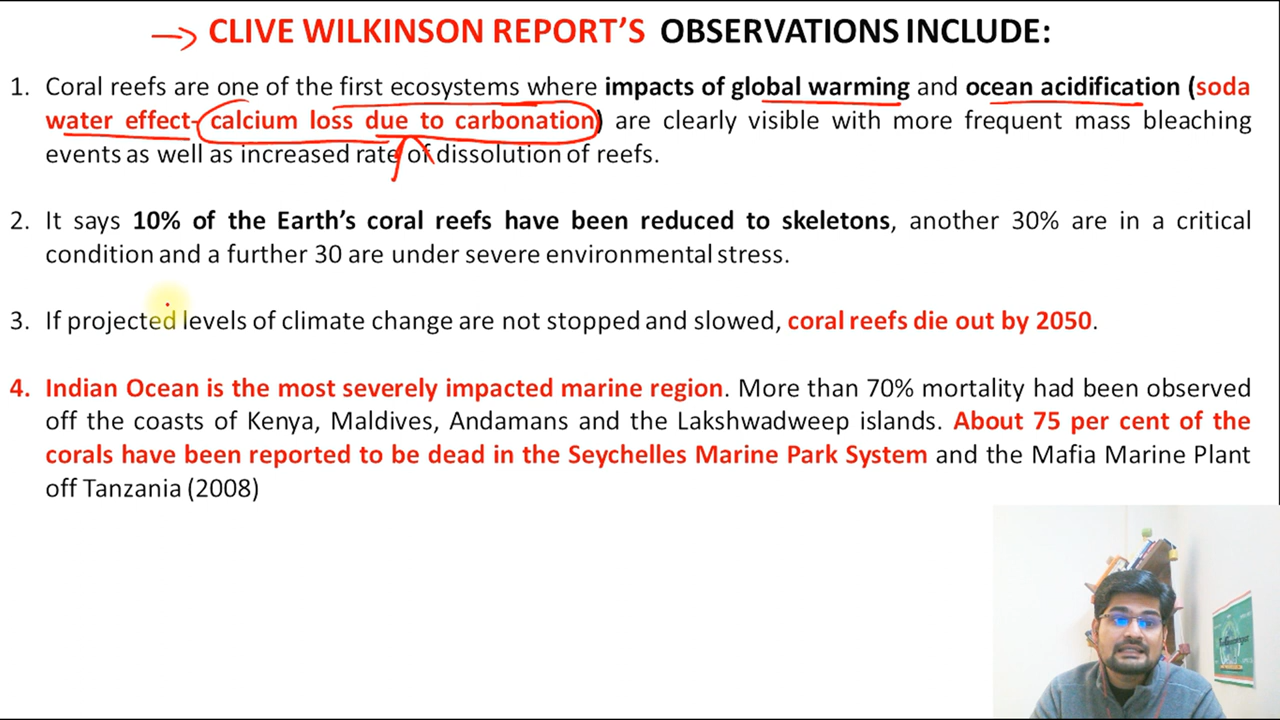 CLIVE WILKINSON REPORT'S OBSERVATIONS INCLUDE:
1. Coral reefs are one of the first ecosystems where impacts of global warming and ocean acidification (soda
water effect- calcium loss due to carbonation) are clearly visible with more frequent mass bleaching
events as well as increased rate of dissolution of reefs.
2. It says 10% of the Earth's coral reefs have been reduced to skeletons, another 30% are in a critical
condition and a further 30 are under severe environmental stress.
3. If projected levels of climate change are not stopped and slowed, coral reefs die out by 2050.
4. Indian Ocean is the most severely impacted marine region. More than 70% mortality had been observed
off the coasts of Kenya, Maldives, Andamans and the Lakshwadweep islands. About 75 per cent of the
corals have been reported to be dead in the Seychelles Marine Park System and the Mafia Marine Plant
off Tanzania (2008)